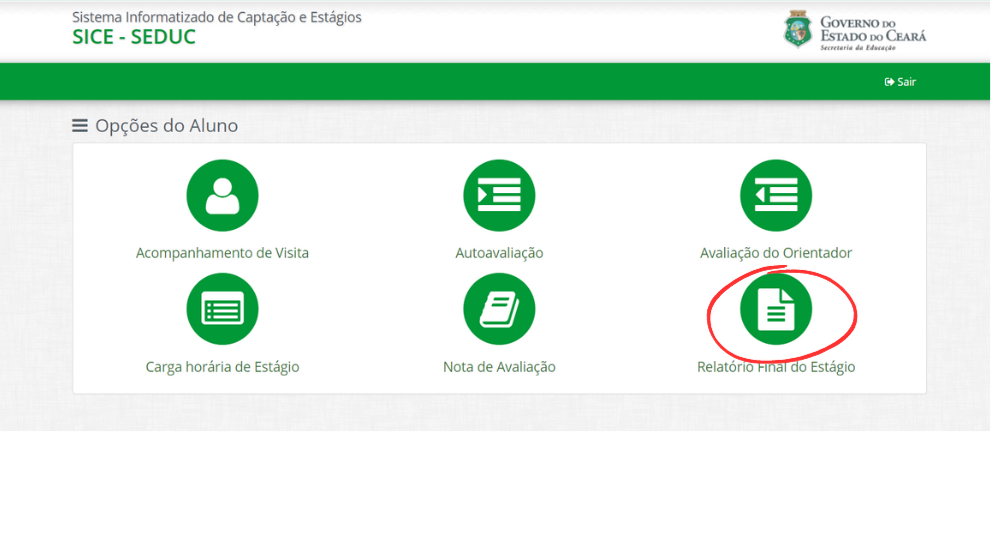 Sistema Informatizado de Captação e Estágios
SICE - SEDUC
GOVERNO DO
ESTADO DO CEARÁ
Secretaria da Educação
Sair
Opções do Aluno
Acompanhamento de Visita
Autoavaliação
Avaliação do Orientador
Carga horária de Estágio
Nota de Avaliação
Relatório Final do Estágio